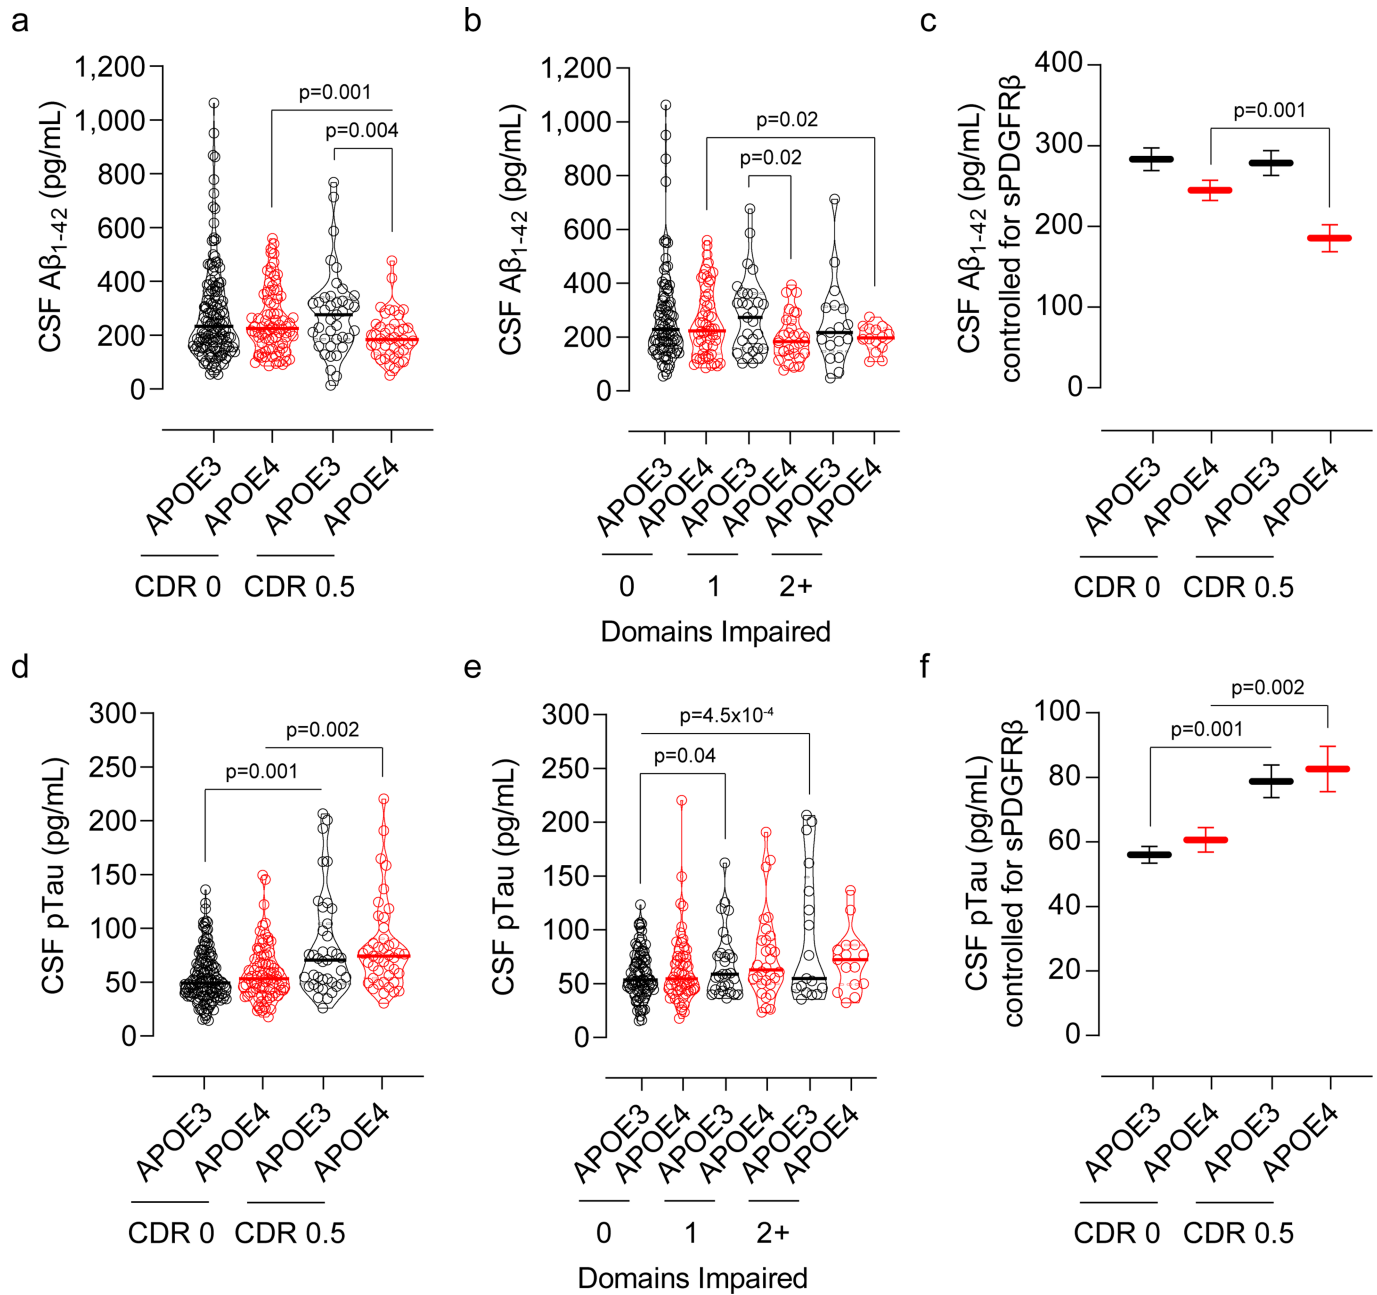 a
CSF Aβ1-42 (pg/mL)
1,200
1,000
800
600
400
200
0
p=0.001
p=0.004
APOE3
APOE4
APOE3
APOE4
CDR 0
CDR 0.5
b
CSF Aβ1-42 (pg/mL)
1,200
1,000
800
600
400
200
0
p=0.02
p=0.02
APOE3
APOE4
APOE3
APOE4
APOE3
APOE4
0
1
2+
Domains Impaired
c
CSF Aβ1-42 (pg/mL)
controlled for sPDGFRβ
400
300
200
100
0
p=0.001
APOE3
APOE4
APOE3
APOE4
CDR 0
CDR 0.5
d
CSF pTau (pg/mL)
300
250
200
150
100
50
0
p=0.002
p=0.001
APOE3
APOE4
APOE3
APOE4
CDR 0
CDR 0.5
e
CSF pTau (pg/mL)
300
250
200
150
100
50
0
p=4.5x10-4
p=0.04
APOE3
APOE4
APOE3
APOE4
APOE3
APOE4
0
1
2+
Domains Impaired
f
CSF pTau (pg/mL)
controlled for sPDGFRβ
100
80
60
40
20
0
p=0.002
p=0.001
APOE3
APOE4
APOE3
APOE4
CDR 0
CDR 0.5